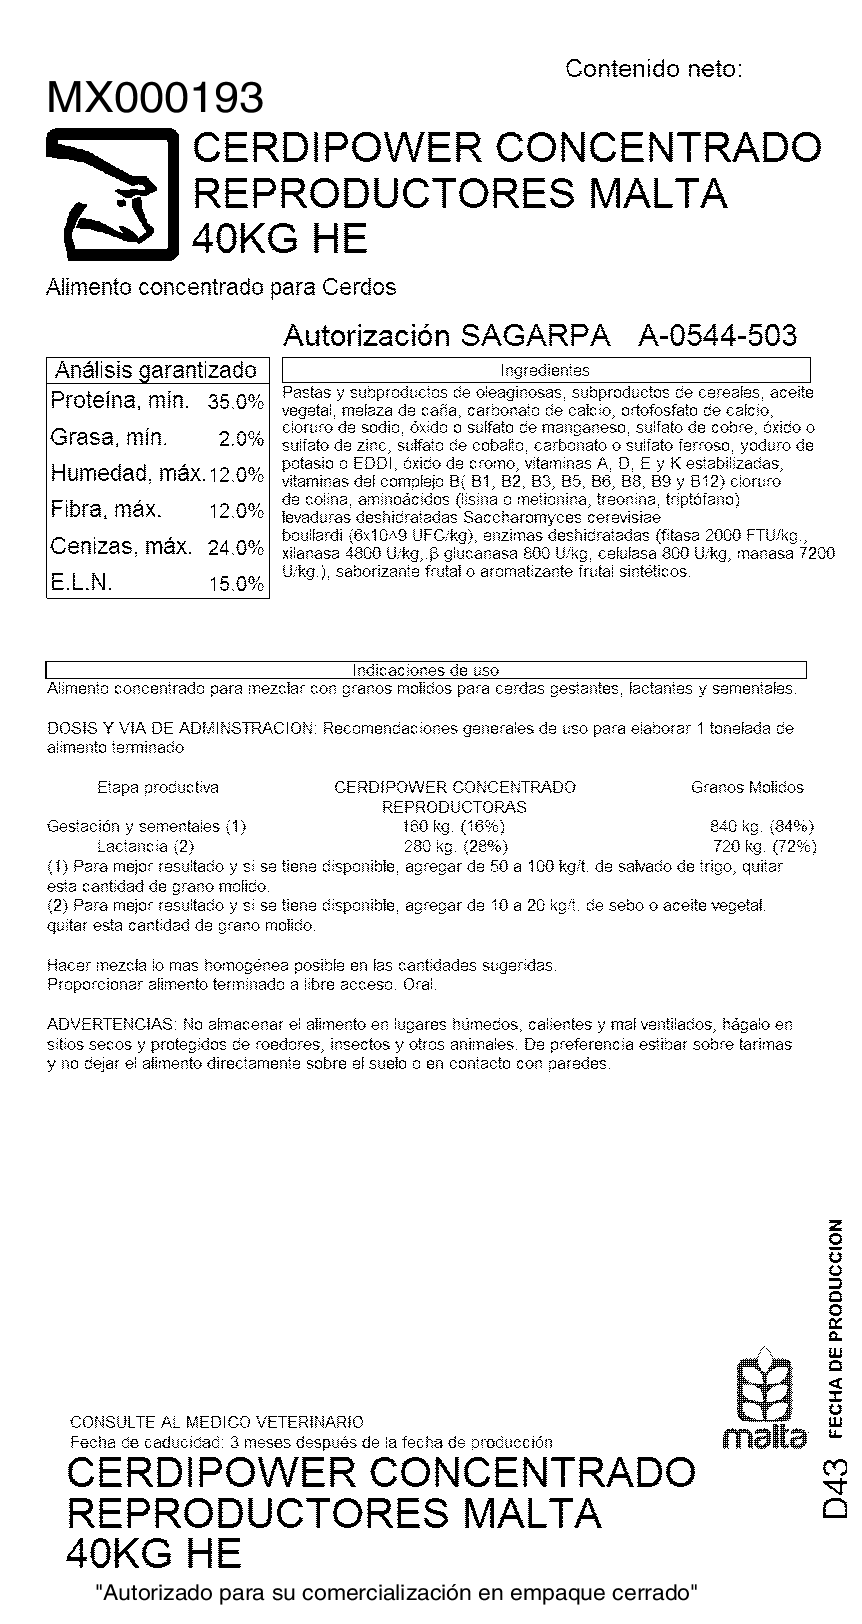 Contenido neto:
MX000193
CERDIPOWER CONCENTRADO
REPRODUCTORES MALTA
40KG HE
Alimento concentrado para Cerdos
Autorización SAGARPA A-0544-503
Análisis garantizado
Proteína, mín. 35.0%
Grasa, mín. 2.0%
Humedad, máx. 12.0%
Fibra, máx. 12.0%
Cenizas, máx. 24.0%
E.L.N. 15.0%
Ingredientes
Pastas y subproductos de oleaginosas, subproductos de cereales, aceite
vegetal, melaza de caña, carbonato de calcio, ortofosfato de calcio,
cloruro de sodio, óxido o sulfato de manganeso, sulfato de cobre, óxido o
sulfato de zinc, sulfato de cobalto, carbonato o sulfato ferroso, yoduro de
potasio o EDDI, óxido de cromo, vitaminas A, D, E y K estabilizadas,
vitaminas del complejo B( B1, B2, B3, B5, B6, B8, B9 y B12) cloruro
de colina, aminoácidos (lisina o metionina, treonina, triptófano)
levaduras deshidratadas Saccharomyces cerevisiae
boullardi (6x10^9 UFC/kg), enzimas deshidratadas (fitasa 2000 FTU/kg.,
xilanasa 4800 U/kg, β glucanasa 800 U/kg, celulasa 800 U/kg, manasa 7200
U/kg.), saborizante frutal o aromatizante frutal sintéticos.
Indicaciones de uso
Alimento concentrado para mezclar con granos molidos para cerdas gestantes, lactantes y sementales.
DOSIS Y VIA DE ADMINSTRACION: Recomendaciones generales de uso para elaborar 1 tonelada de
alimento terminado
Etapa productiva CERDIPOWER CONCENTRADO Granos Molidos
REPRODUCTORAS
Gestación y sementales (1) 160 kg. (16%) 840 kg. (84%)
Lactancia (2) 280 kg. (28%) 720 kg. (72%)
(1) Para mejor resultado y si se tiene disponible, agregar de 50 a 100 kg/t. de salvado de trigo, quitar
esta cantidad de grano molido.
(2) Para mejor resultado y si se tiene disponible, agregar de 10 a 20 kg/t. de sebo o aceite vegetal.
quitar esta cantidad de grano molido.
Hacer mezcla lo mas homogénea posible en las cantidades sugeridas.
Proporcionar alimento terminado a libre acceso. Oral.
ADVERTENCIAS: No almacenar el alimento en lugares húmedos, calientes y mal ventilados, hágalo en
sitios secos y protegidos de roedores, insectos y otros animales. De preferencia estibar sobre tarimas
y no dejar el alimento directamente sobre el suelo o en contacto con paredes.
FECHA DE PRODUCCION
D43
malta
CONSULTE AL MEDICO VETERINARIO
Fecha de caducidad: 3 meses después de la fecha de producción
CERDIPOWER CONCENTRADO
REPRODUCTORES MALTA
40KG HE
"Autorizado para su comercialización en empaque cerrado"